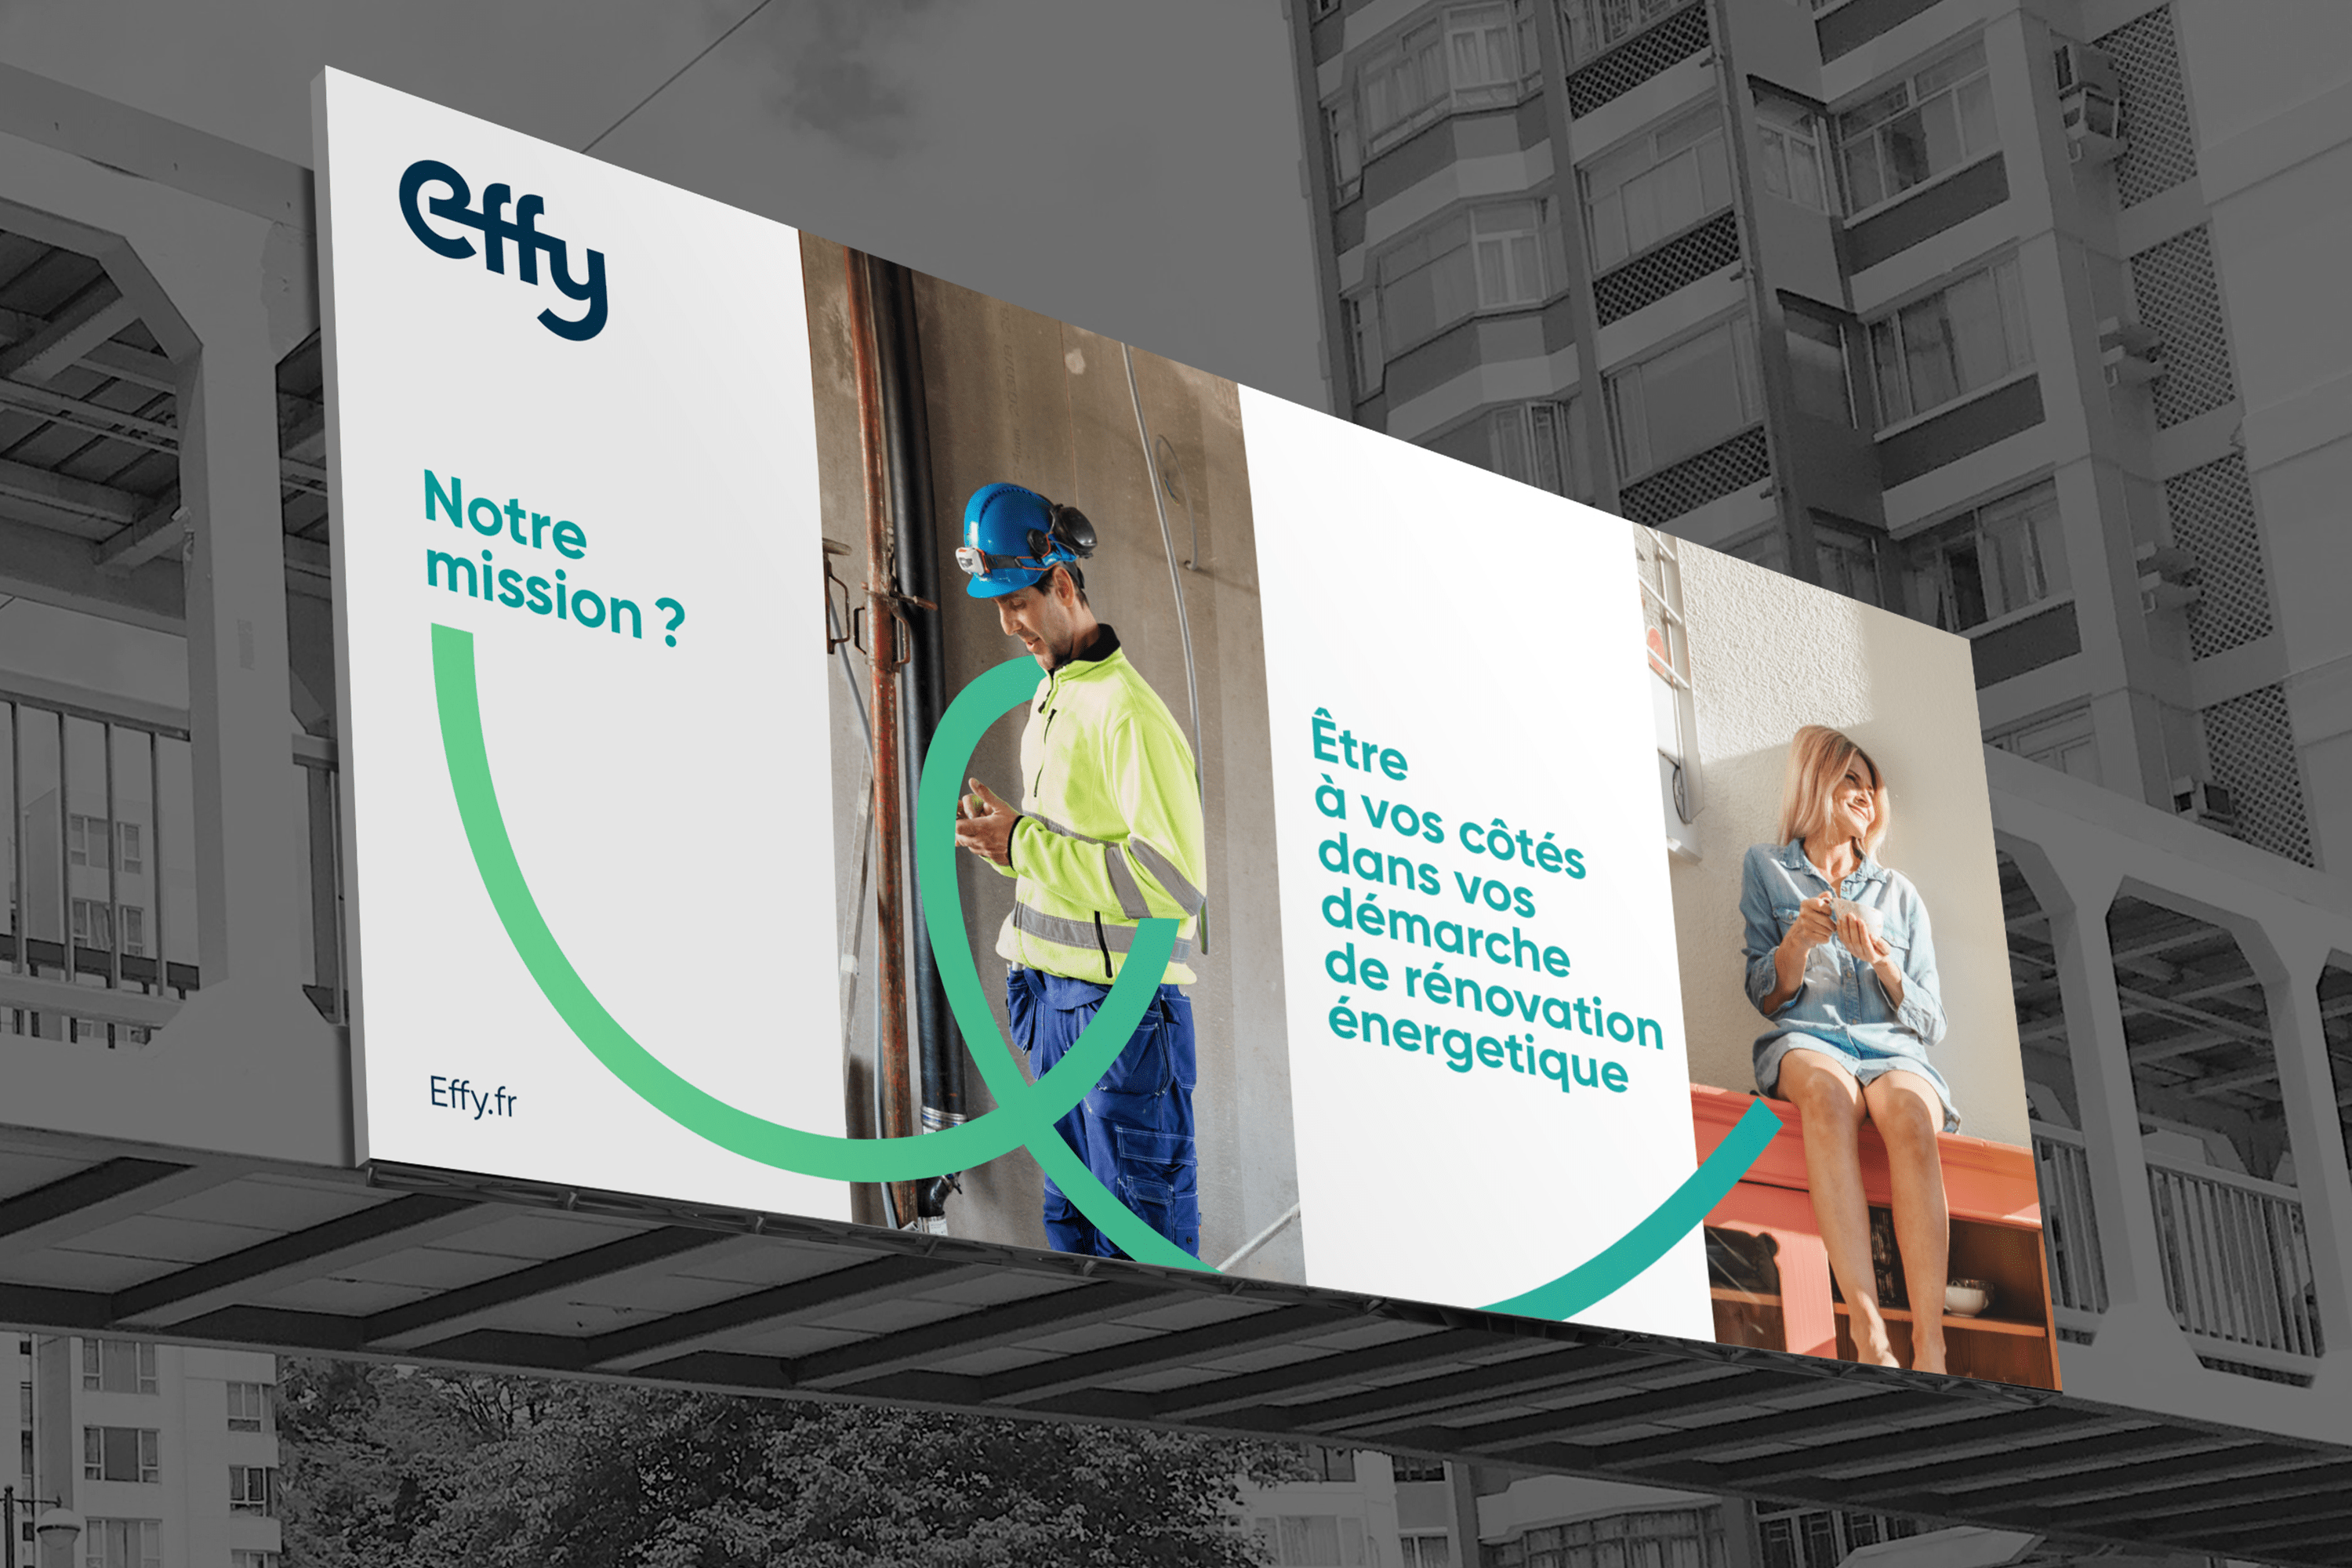 effy
Notre
mission ?
Effy.fr
Être
à vos côtés
dans vos
démarche
de rénovation
énergetique